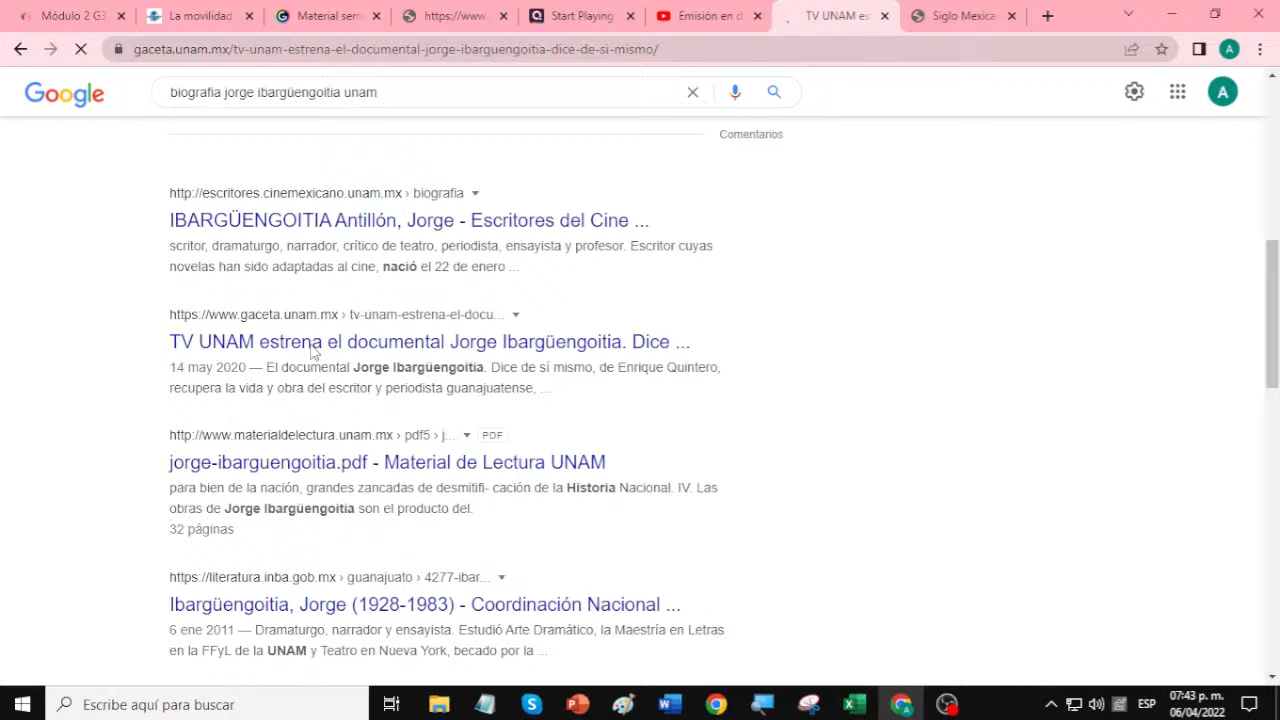 Módulo 2 G3
La movilidad
Material sem
https://www.
Start Playing
Emisión en d
TV UNAM es
Siglo Mexica
gaceta.unam.mx/tv-unam-estrena-el-documental-jorge-ibarguengoitia-dice-de-si-mismo/
A
Google
biografia jorge ibargüengoitia unam
A
Comentarios
http://escritores.cinemexicano.unam.mx › biografia
IBARGÜENGOITIA Antillón, Jorge - Escritores del Cine ...
scritor, dramaturgo, narrador, crítico de teatro, periodista, ensayista y profesor. Escritor cuyas
novelas han sido adaptadas al cine, nació el 22 de enero ...
https://www.gaceta.unam.mx › tv-unam-estrena-el-docu...
TV UNAM estrena el documental Jorge Ibargüengoitia. Dice ...
14 may 2020 — El documental Jorge Ibargüengoitia. Dice de sí mismo, de Enrique Quintero,
recupera la vida y obra del escritor y periodista guanajuatense, ...
http://www.materialdelectura.unam.mx › pdf5 › j... PDF
jorge-ibarguengoitia.pdf - Material de Lectura UNAM
para bien de la nación, grandes zancadas de desmitifi- cación de la Historia Nacional. IV. Las
obras de Jorge Ibargüengoitia son el producto del.
32 páginas
https://literatura.inba.gob.mx › guanajuato › 4277-ibar...
Ibargüengoitia, Jorge (1928-1983) - Coordinación Nacional ...
6 ene 2011 — Dramaturgo, narrador y ensayista. Estudió Arte Dramático, la Maestría en Letras
en la FFyL de la UNAM y Teatro en Nueva York, becado por la ...
Escribe aquí para buscar
ESP
07:43 p. m.
06/04/2022